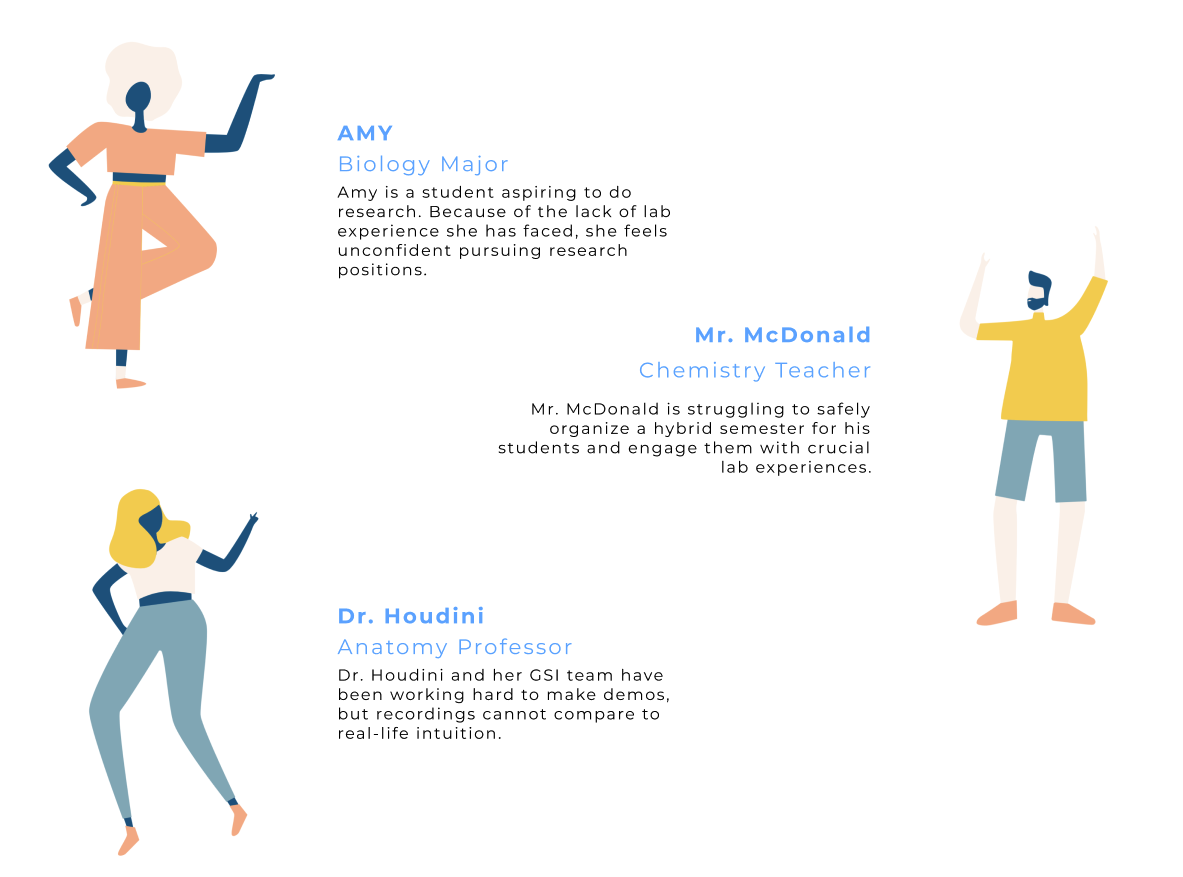 AMY
Biology Major
Amy is a student aspiring to do
research. Because of the lack of lab
experience she has faced, she feels
unconfident pursuing research
positions.
Mr. McDonald
Chemistry Teacher
Mr. McDonald is struggling to safely
organize a hybrid semester for his
students and engage them with crucial
lab experiences.
Dr. Houdini
Anatomy Professor
Dr. Houdini and her GSI team have
been working hard to make demos,
but recordings cannot compare to
real-life intuition.